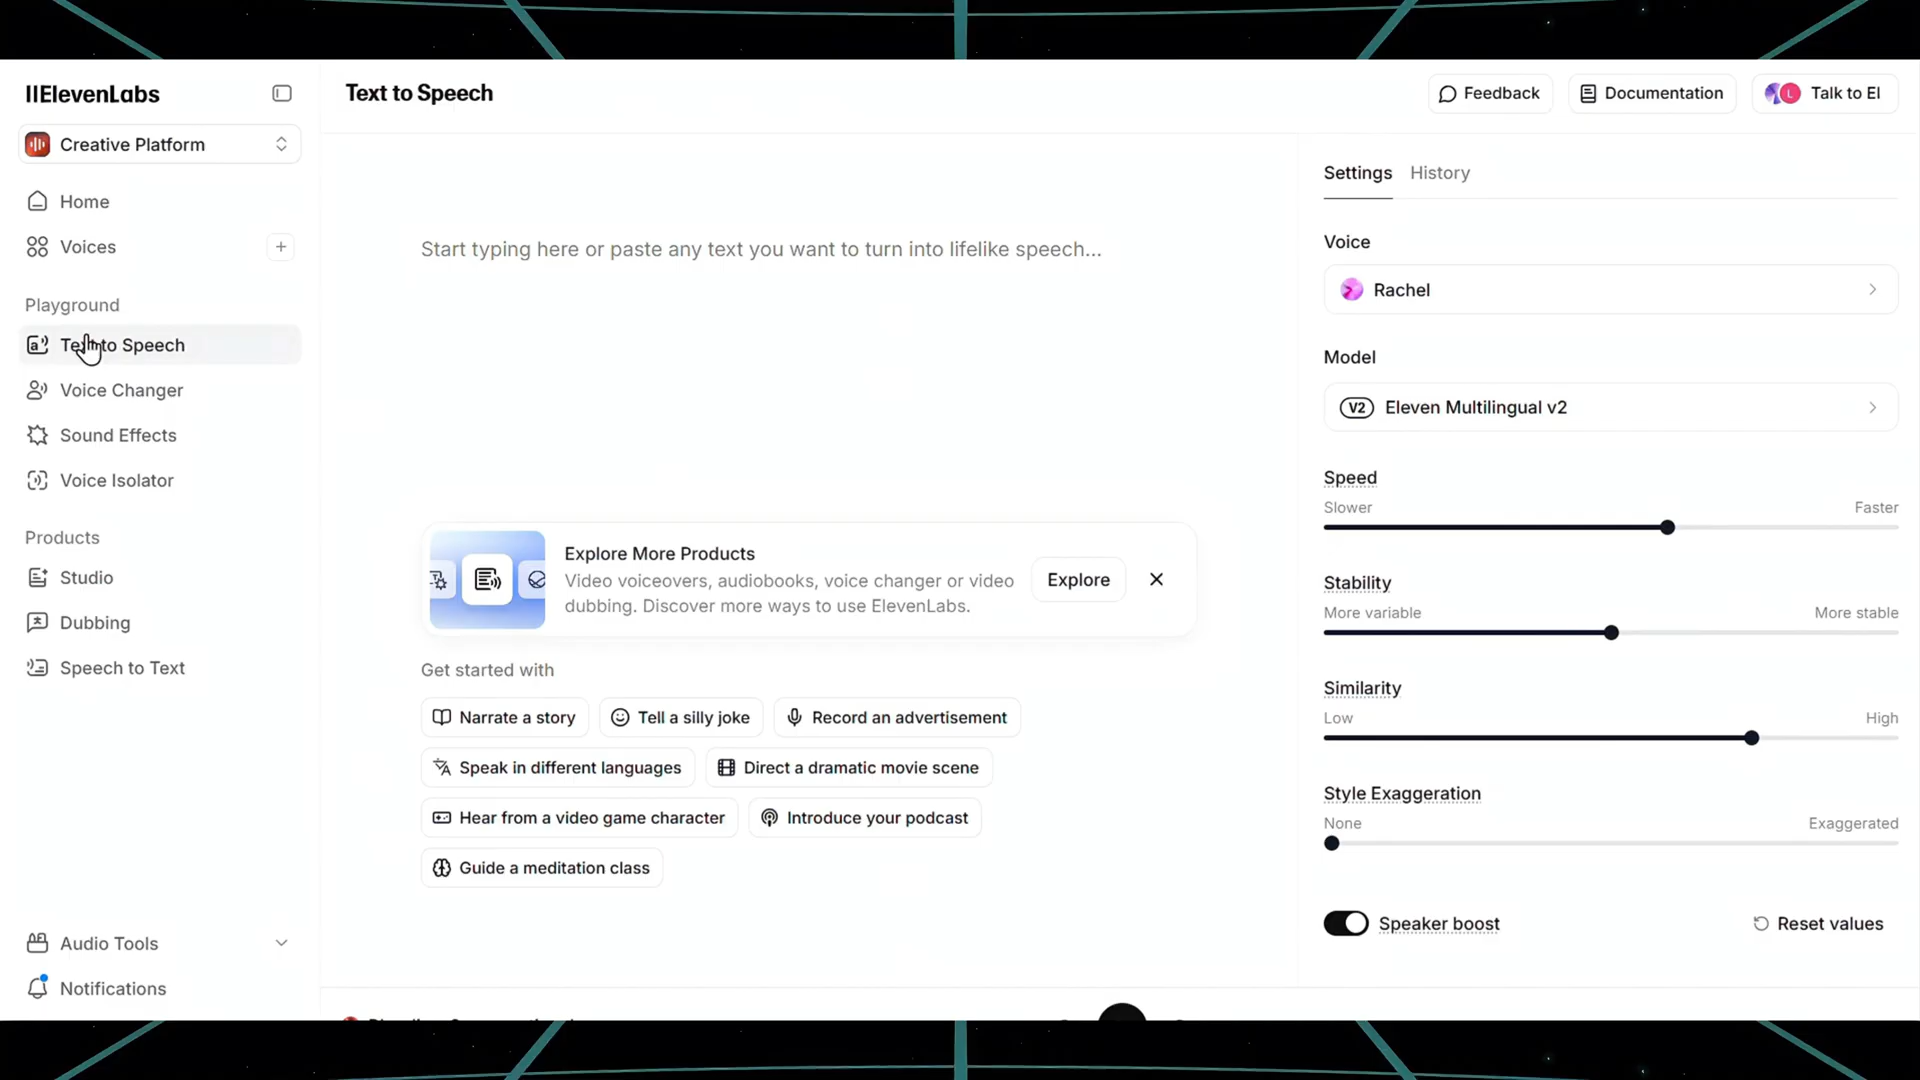 IIElevenLabs
Creative Platform
Home
Voices
Playground
Text to Speech
Voice Changer
Sound Effects
Voice Isolator
Products
Studio
Dubbing
Speech to Text
Audio Tools
Notifications
Text to Speech
Feedback
Documentation
L
Talk to El
Start typing here or paste any text you want to turn into lifelike speech...
Explore More Products
Video voiceovers, audiobooks, voice changer or video
dubbing. Discover more ways to use ElevenLabs.
Explore
Get started with
Narrate a story
Tell a silly joke
Record an advertisement
Speak in different languages
Direct a dramatic movie scene
Hear from a video game character
Introduce your podcast
Guide a meditation class
Settings
History
Voice
Rachel
Model
V2
Eleven Multilingual v2
Speed
Slower
Faster
Stability
More variable
More stable
Similarity
Low
High
Style Exaggeration
None
Exaggerated
Speaker boost
Reset values